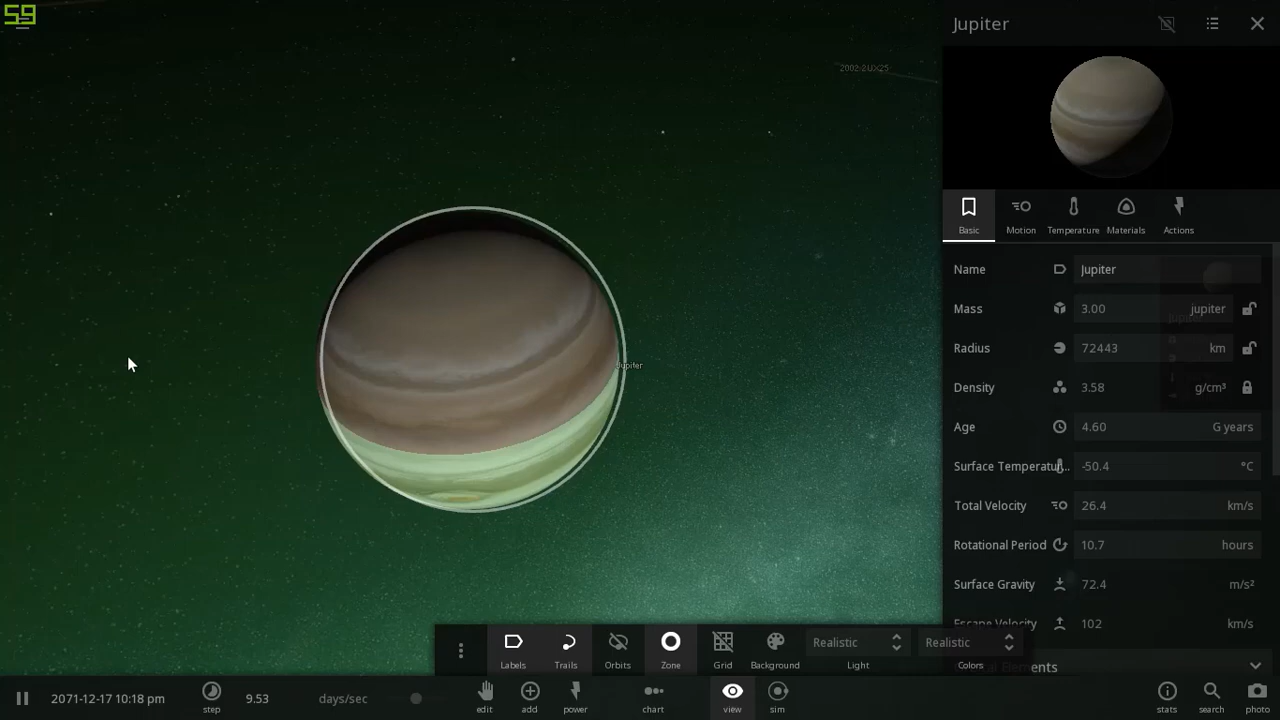 59
Jupiter
2002 UX25
Basic
Motion
Temperature
Materials
Actions
Name
Jupiter
Mass
3.00
jupiter
Radius
72443
km
Jupiter
Density
3.58
g/cm³
Age
4.60
G years
Surface Temperatur...
-50.4
°C
Total Velocity
26.4
km/s
Rotational Period
10.7
hours
Surface Gravity
72.4
m/s²
Escape Velocity
102
km/s
Labels
Trails
Orbits
Zone
Grid
Background
Realistic
Light
Realistic
Colors
2071-12-17 10:18 pm
step
9.53
days/sec
edit
add
power
chart
view
sim
stats
search
photo